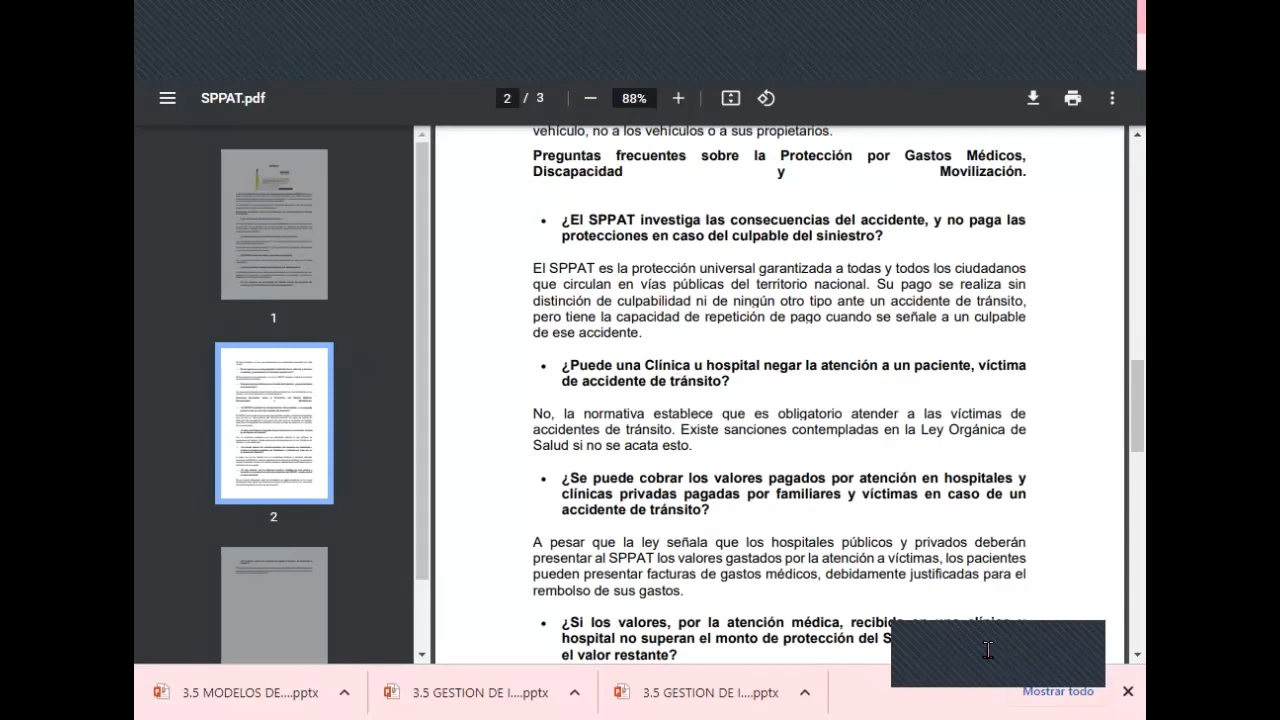 SPPAT.pdf
2 / 3
88%
1
2
vehículo, no a los vehículos o a sus propietarios.
Preguntas frecuentes sobre la Protección por Gastos Médicos,
Discapacidad y Movilización.
• ¿El SPPAT investiga las consecuencias del accidente, y no paga las
protecciones en caso del culpable del siniestro?
El SPPAT es la protección universal garantizada a todas y todos los ciudadanos
que circulan en vías públicas del territorio nacional. Su pago se realiza sin
distinción de culpabilidad ni de ningún otro tipo ante un accidente de tránsito,
pero tiene la capacidad de repetición de pago cuando se señale a un culpable
de ese accidente.
• ¿Puede una Clínica u hospital negar la atención a un paciente, víctima
de accidente de tránsito?
No, la normativa establece que es obligatorio atender a las víctimas de
accidentes de tránsito. Existe sanciones contempladas en la Ley Orgánica de
Salud si no se acata esto.
• ¿Se puede cobrar los valores pagados por atención en hospitales y
clínicas privadas pagadas por familiares y víctimas en caso de un
accidente de tránsito?
A pesar que la ley señala que los hospitales públicos y privados deberán
presentar al SPPAT los valores gastados por la atención a víctimas, los pacientes
pueden presentar facturas de gastos médicos, debidamente justificadas para el
rembolso de sus gastos.
• ¿Si los valores, por la atención médica,
hospital no superan el monto de protección del
el valor restante?
3.5 MODELOS DE....pptx
3.5 GESTION DE I....pptx
3.5 GESTION DE I....pptx
Mostrar todo